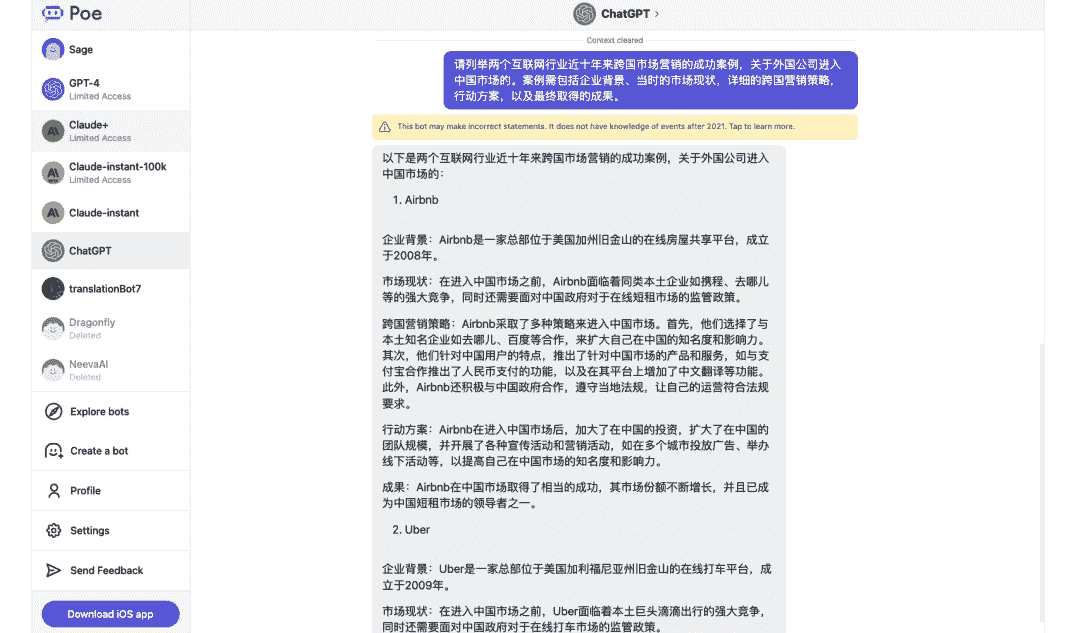 Poe
Sage
GPT-4
Limited Access
Claude+
Limited Access
Claude-instant-100k
Limited Access
Claude-instant
ChatGPT
translationBot7
Dragonfly
Deleted
NeevaAI
Deleted
Explore bots
Create a bot
Profile
Settings
Send Feedback
Download iOS app
ChatGPT
Context cleared
请列举两个互联网行业近十年来跨国市场营销的成功案例，关于外国公司进入
中国市场的。案例需包括企业背景、当时的市场现状，详细的跨国营销策略，
行动方案，以及最终取得的成果。
This bot may make incorrect statements. It does not have knowledge of events after 2021. Tap to learn more.
以下是两个互联网行业近十年来跨国市场营销的成功案例，关于外国公司进入
中国市场的：
1. Airbnb
企业背景：Airbnb是一家总部位于美国加州旧金山的在线房屋共享平台，成立
于2008年。
市场现状：在进入中国市场之前，Airbnb面临着同类本土企业如携程、去哪儿
等的强大竞争，同时还需要面对中国政府对于在线短租市场的监管政策。
跨国营销策略：Airbnb采取了多种策略来进入中国市场。首先，他们选择了与
本土知名企业如去哪儿、百度等合作，来扩大自己在中国的知名度和影响力。
其次，他们针对中国用户的特点，推出了针对中国市场的产品和服务，如与支
付宝合作推出了人民币支付的功能，以及在其平台上增加了中文翻译等功能。
此外，Airbnb还积极与中国政府合作，遵守当地法规，让自己的运营符合法规
要求。
行动方案：Airbnb在进入中国市场后，加大了在中国的投资，扩大了在中国的
团队规模，并开展了各种宣传活动和营销活动，如在多个城市投放广告、举办
线下活动等，以提高自己在中国市场的知名度和影响力。
成果：Airbnb在中国市场取得了相当的成功，其市场份额不断增长，并且已成
为中国短租市场的领导者之一。
2. Uber
企业背景：Uber是一家总部位于美国加利福尼亚州旧金山的在线打车平台，成
立于2009年。
市场现状：在进入中国市场之前，Uber面临着本土巨头滴滴出行的强大竞争，
同时还需要面对中国政府对于在线打车市场的监管政策。